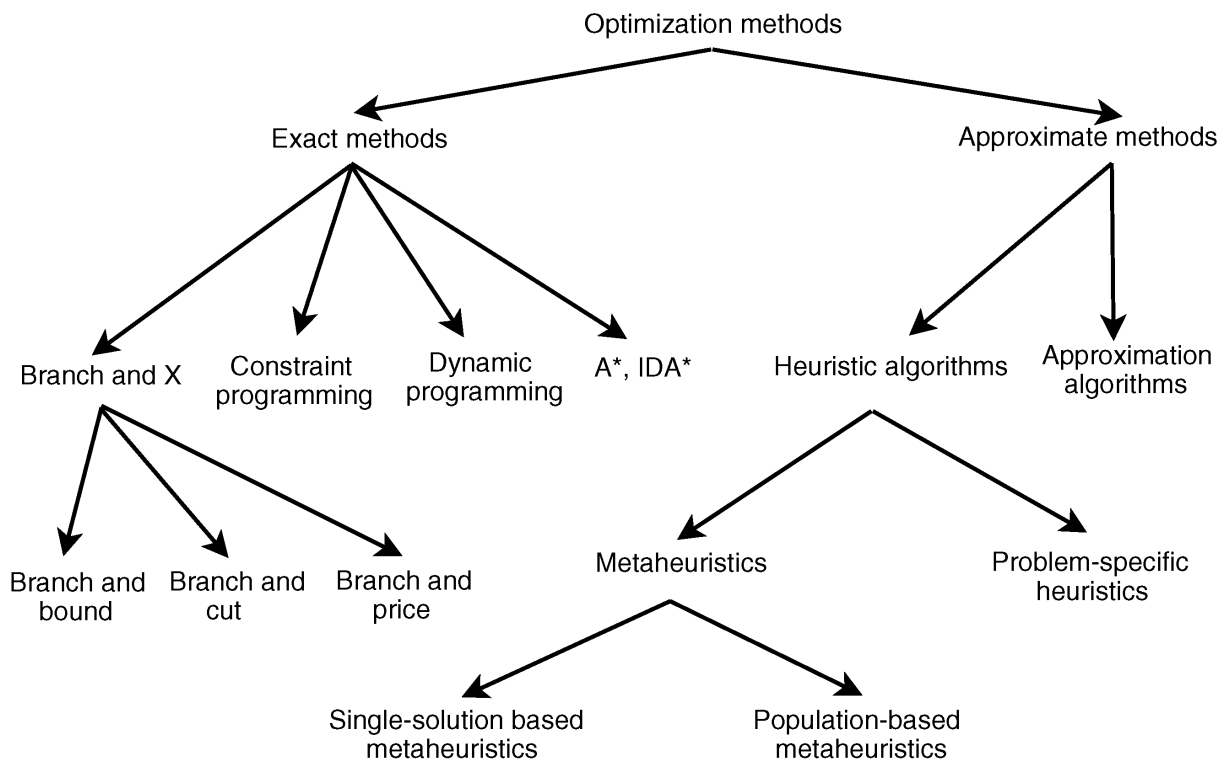 Optimization methods
Exact methods
Approximate methods
Branch and X
Constraint
programming
Dynamic
programming
A*, IDA*
Heuristic algorithms
Approximation
algorithms
Branch and
bound
Branch and
cut
Branch and
price
Metaheuristics
Problem-specific
heuristics
Single-solution based
metaheuristics
Population-based
metaheuristics